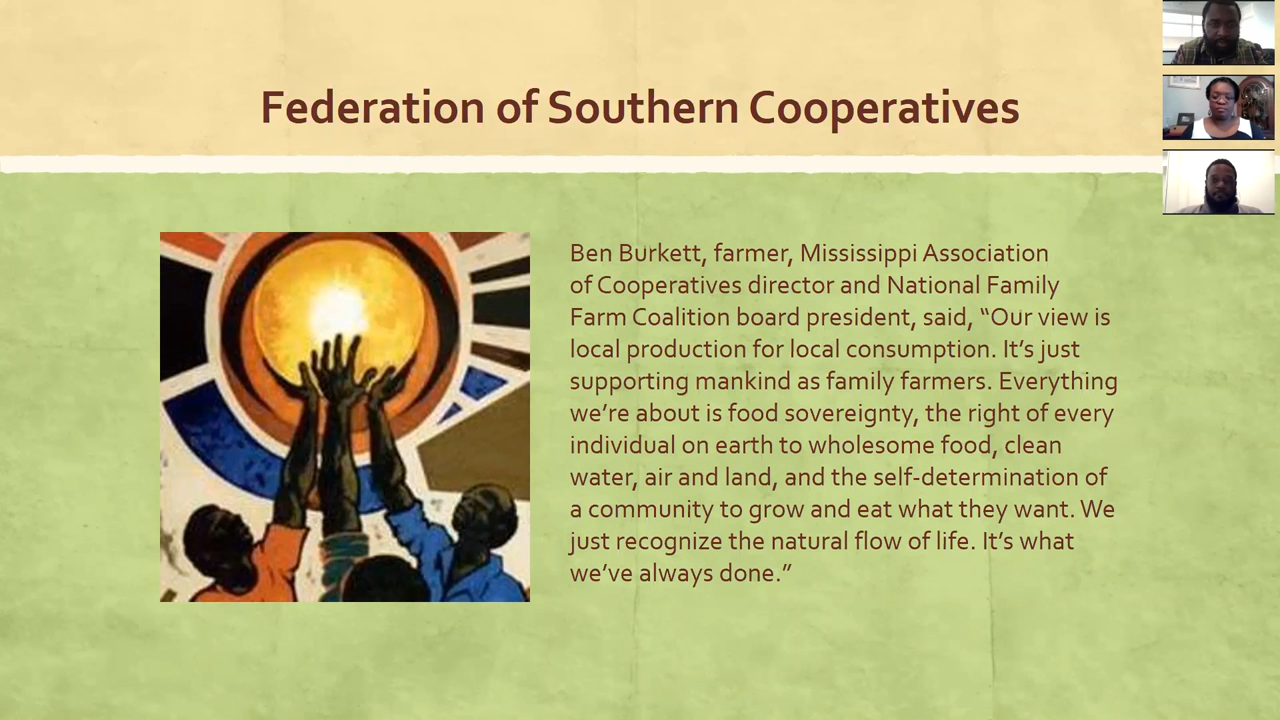 Federation of Southern Cooperatives
Ben Burkett, farmer, Mississippi Association
of Cooperatives director and National Family
Farm Coalition board president, said, “Our view is
local production for local consumption. It’s just
supporting mankind as family farmers. Everything
we’re about is food sovereignty, the right of every
individual on earth to wholesome food, clean
water, air and land, and the self-determination of
a community to grow and eat what they want. We
just recognize the natural flow of life. It’s what
we’ve always done.”